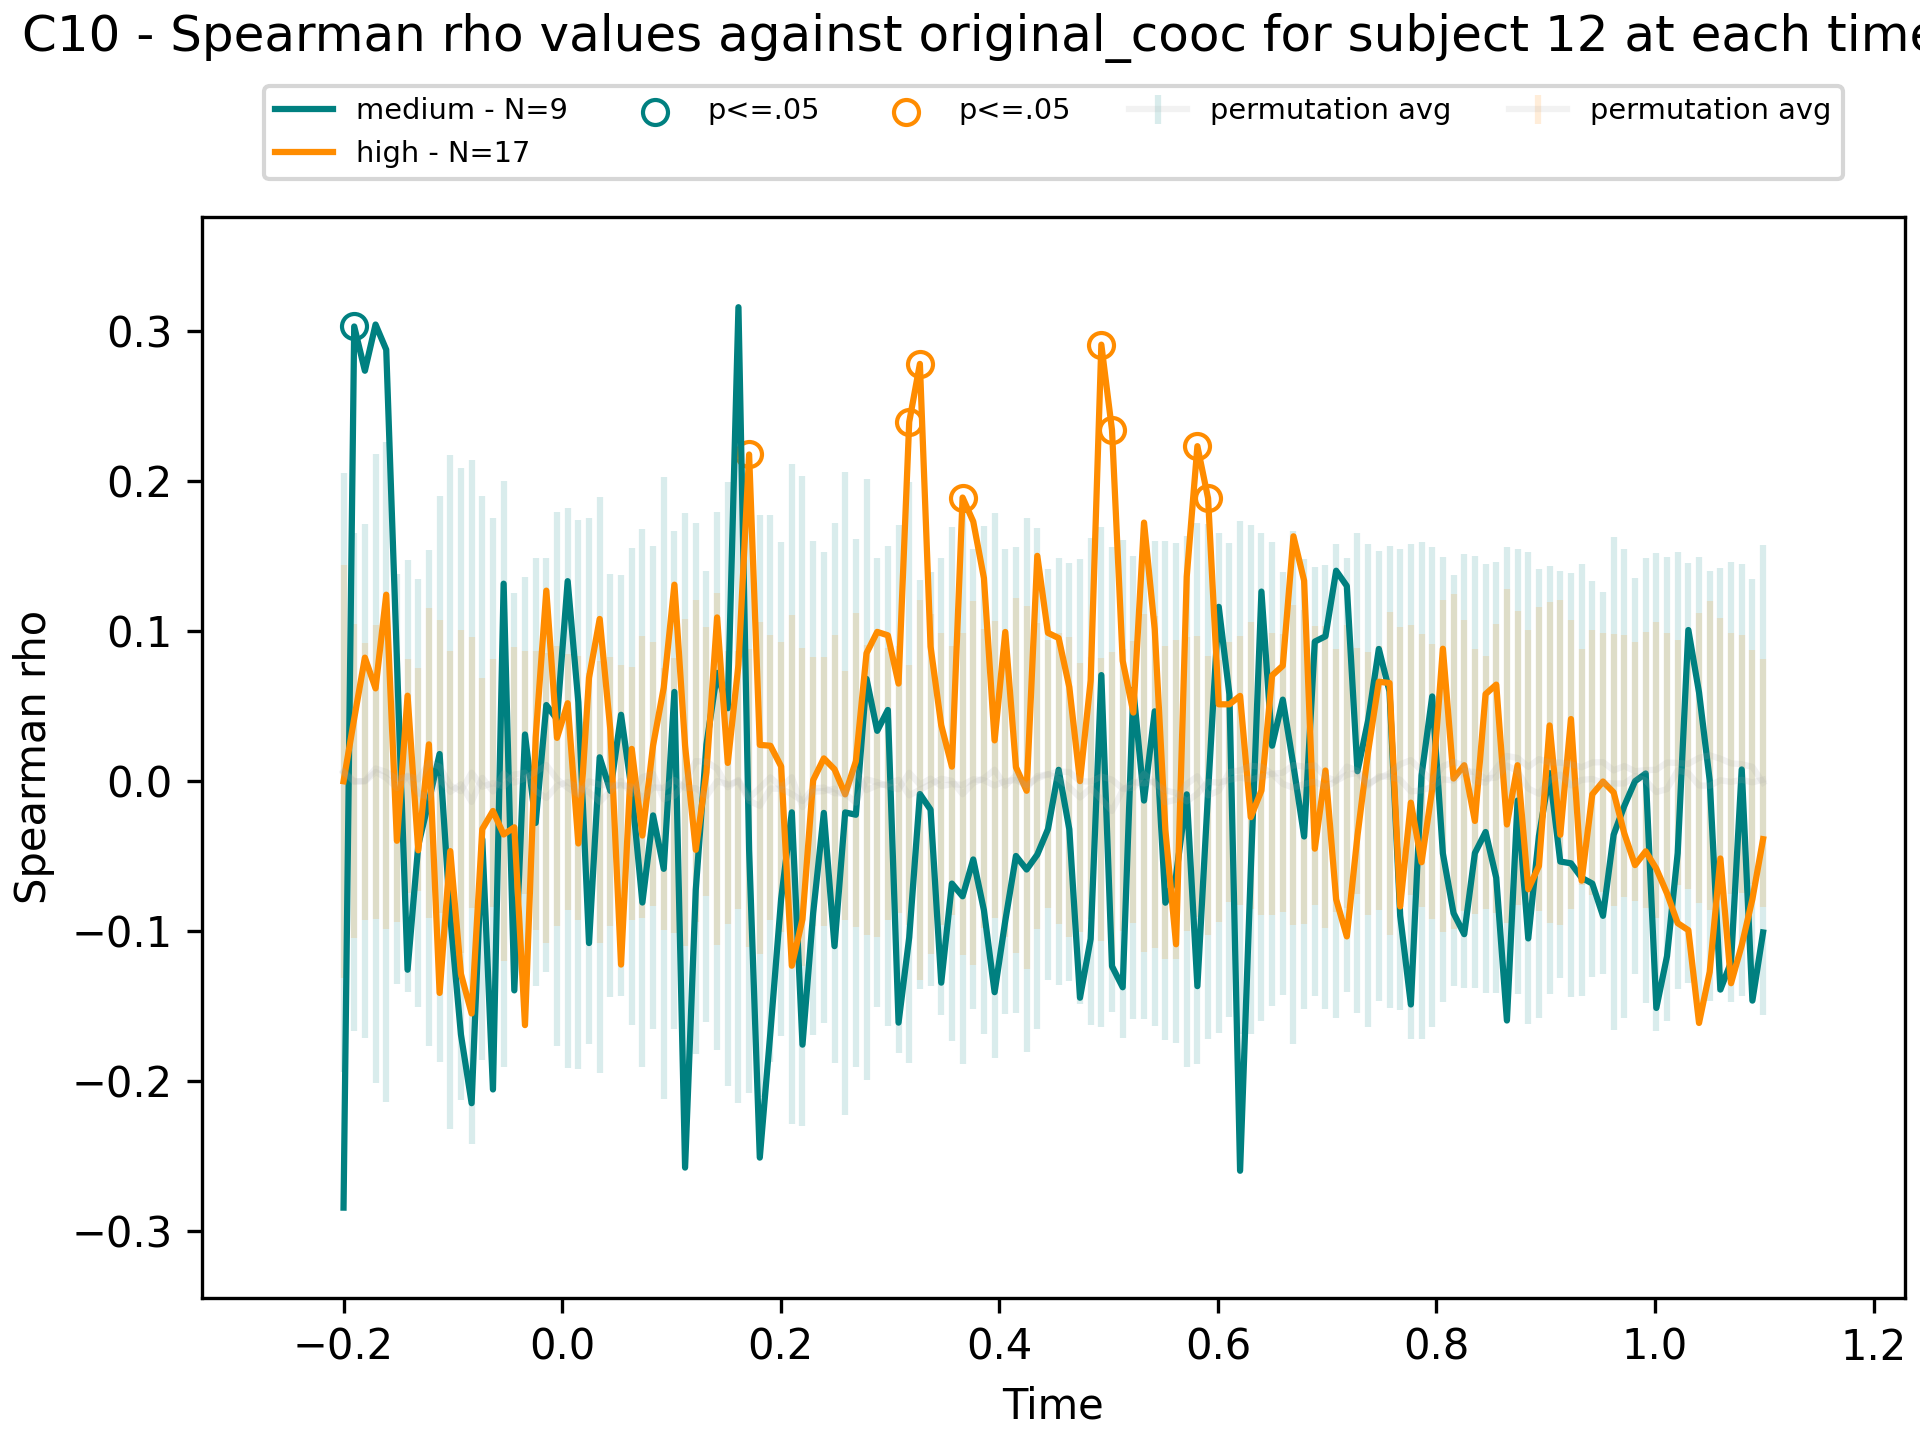 C10 - Spearman rho values against original_cooc for subject 12 at each time
medium - N=9
high - N=17
p<=.05
p<=.05
permutation avg
permutation avg
Spearman rho
0.3
0.2
0.1
0.0
−0.1
−0.2
−0.3
−0.2
0.0
0.2
0.4
0.6
0.8
1.0
1.2
Time